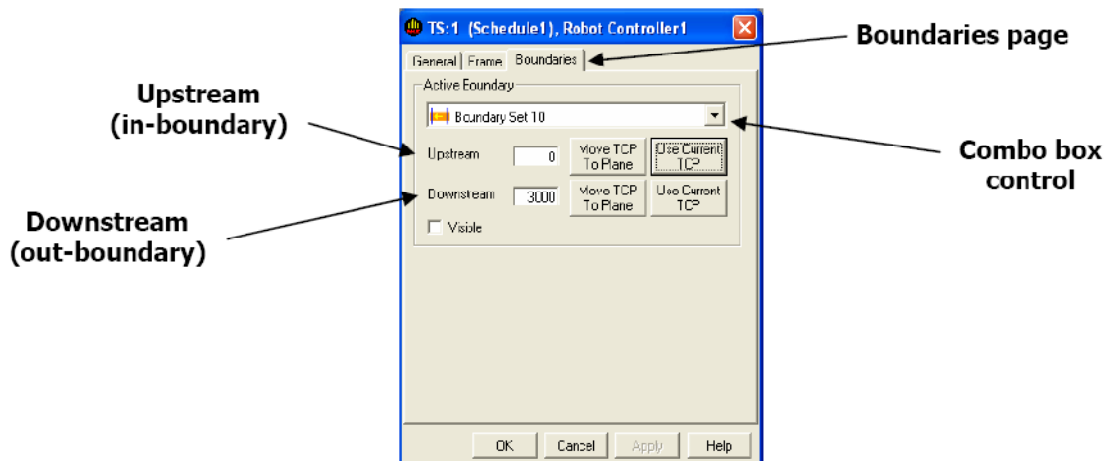 TS:1 (Schedule1), Robot Controller1
Boundaries page
General Frame Boundaries
Active Boundary
Upstream
(in-boundary)
Boundary Set 10
Upstream 0 Move TCP To Plane Use Current TCP
Combo box
control
Downstream 3000 Move TCP To Plane Use Current TCP
Downstream
(out-boundary)
Visible
OK Cancel Apply Help